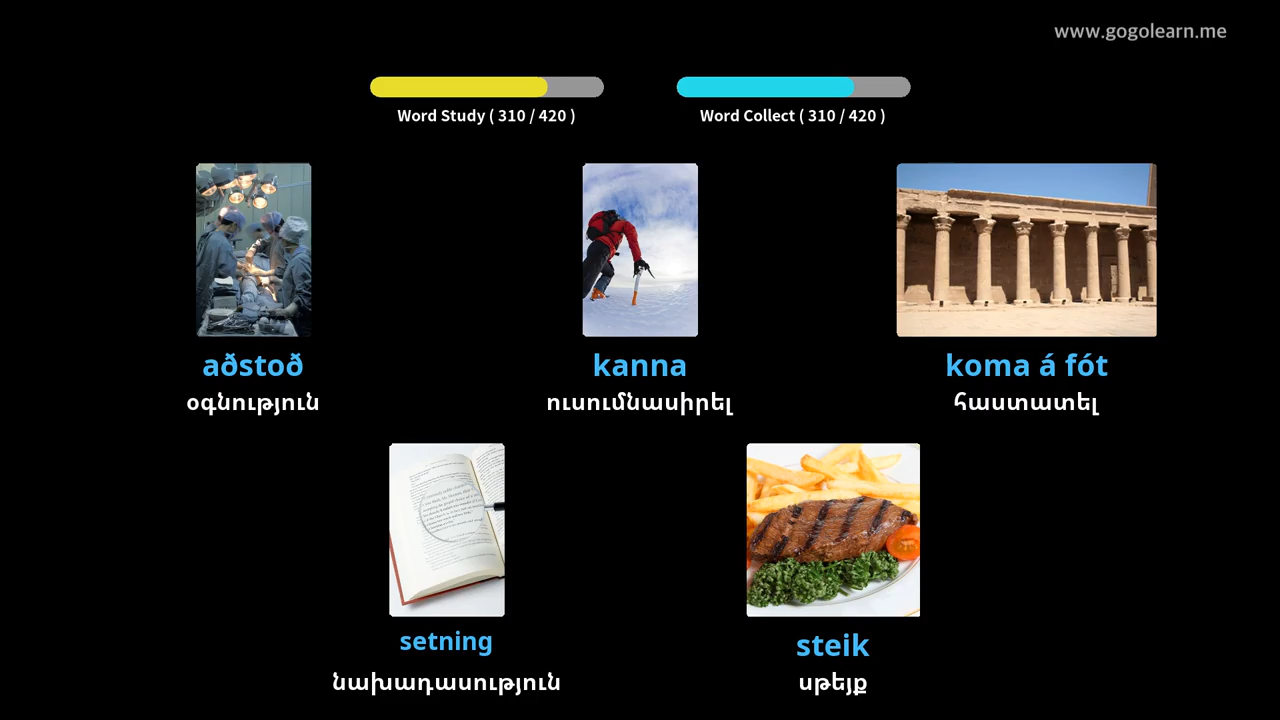 www.gogolearn.me
Word Study ( 310 / 420 )
Word Collect ( 310 / 420 )
aðstoð
օգնություն
kanna
ուսումնասիրել
koma á fót
հաստատել
setning
նախադասություն
steik
սթեյք